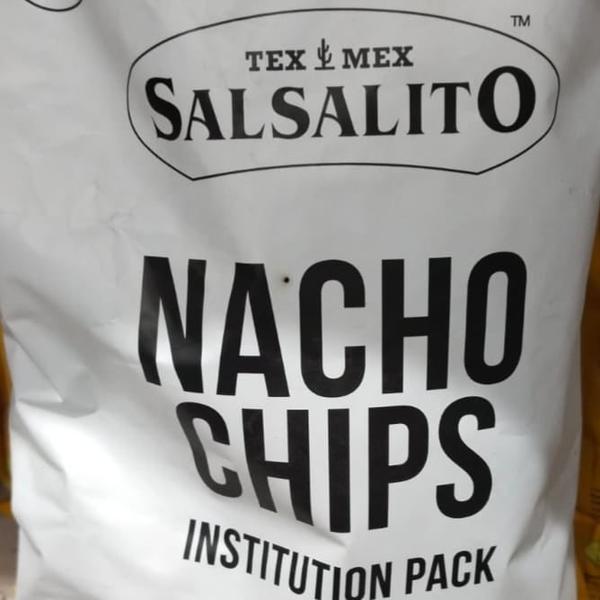 TM
TEX MEX
SALSALITO
NACHO
CHIPS
INSTITUTION PACK